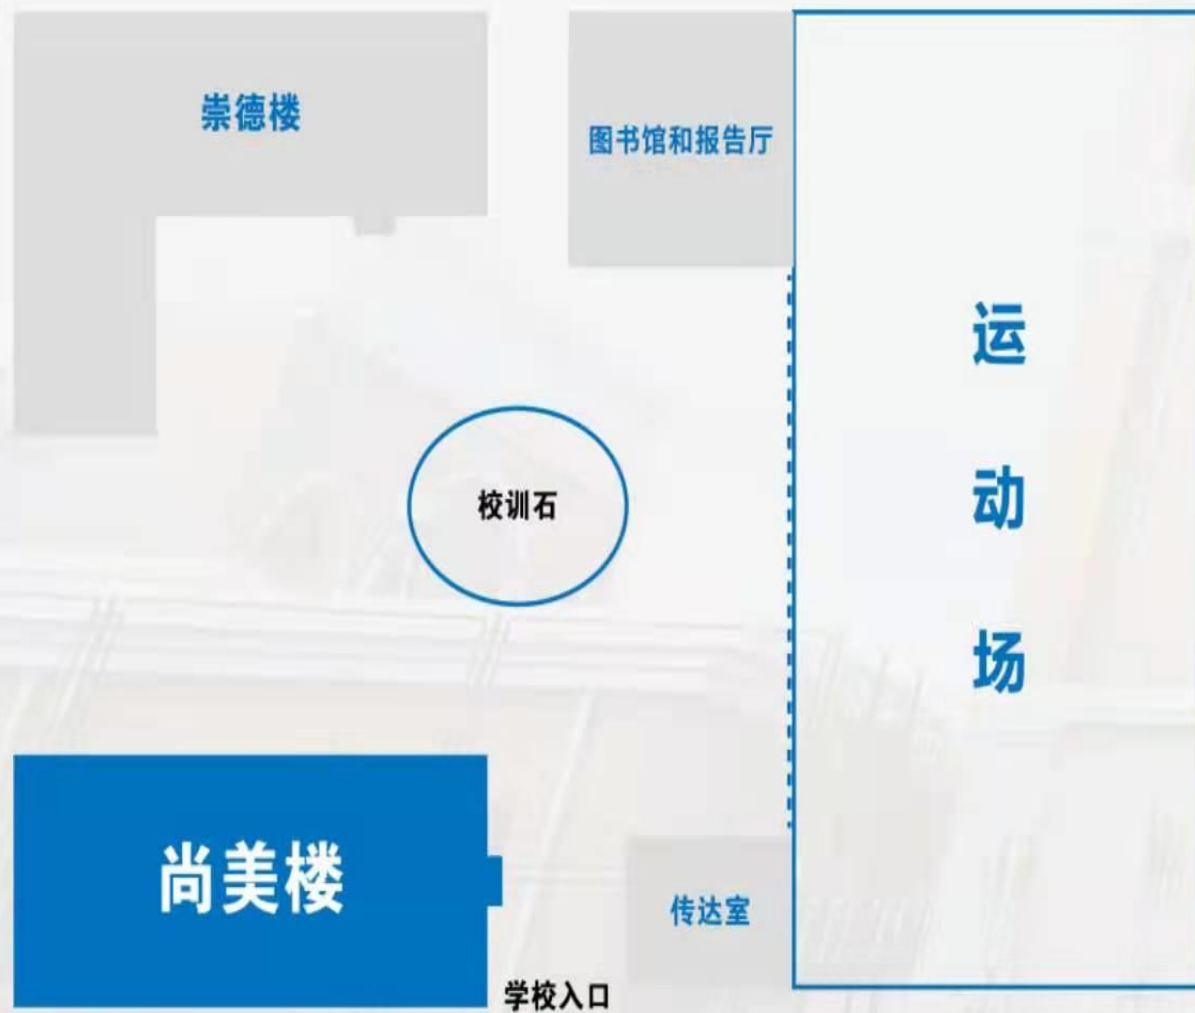 崇德楼
图书馆和报告厅
运动场
校训石
尚美楼
传达室
学校入口